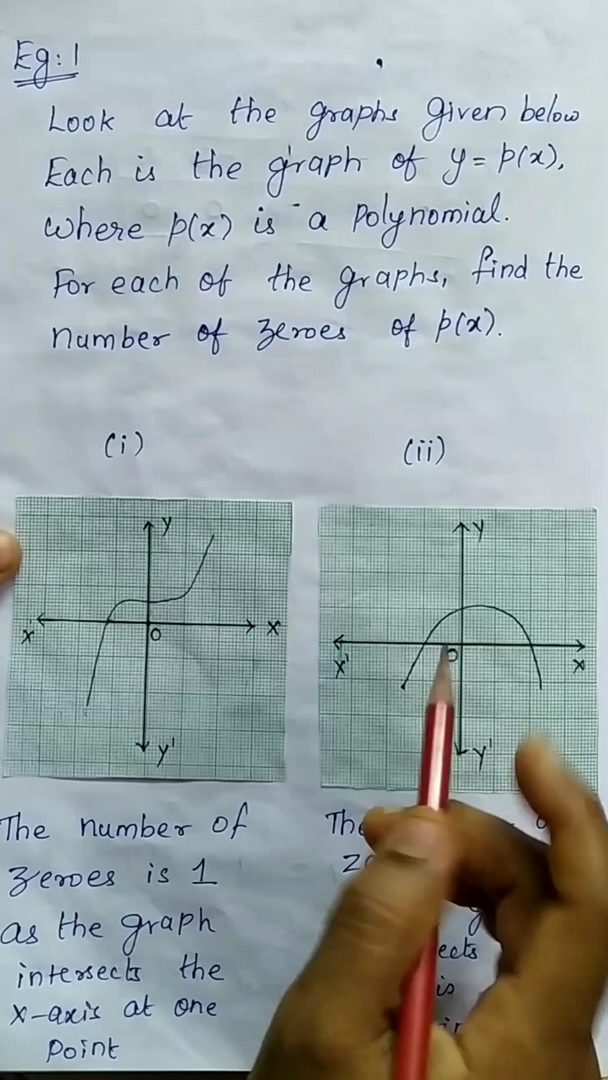 Eg:1
Look at the graphs given below
Each is the graph of y = p(x),
where p(x) is a polynomial.
For each of the graphs, find the
number of zeroes of p(x).
(i)
(ii)
Y
X' O X
Y'
Y
X' O X
Y'
The number of
zeroes is 1
as the graph
intersects the
x-axis at one
point
is